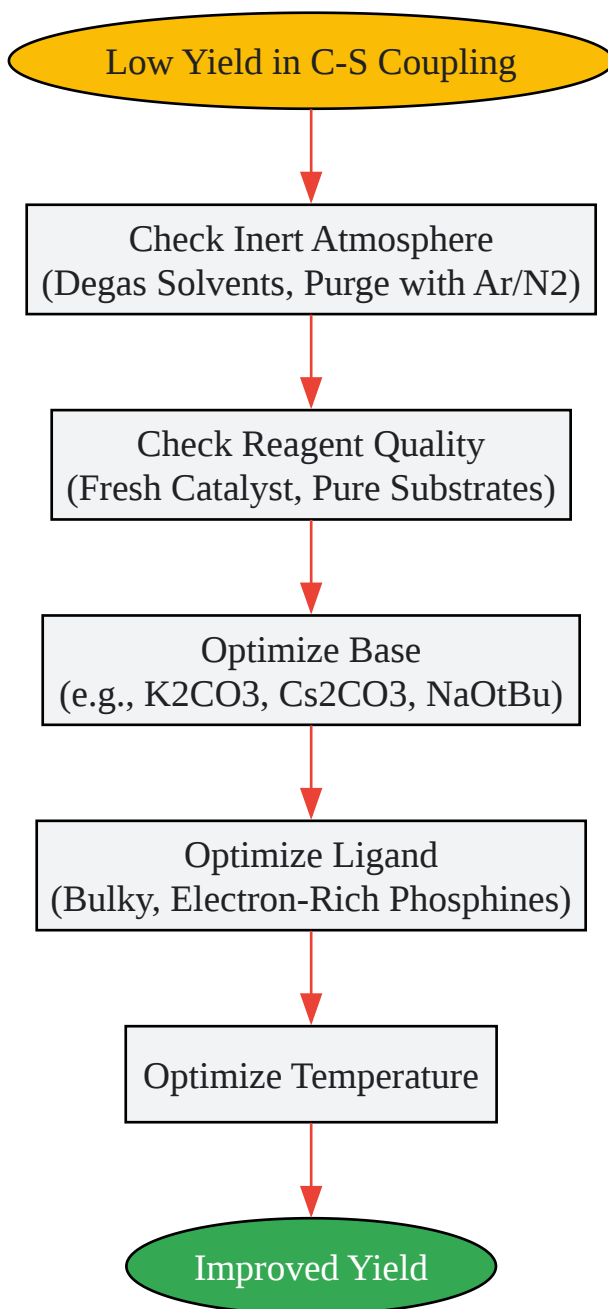 Low Yield in C-S Coupling
Check Inert Atmosphere
(Degas Solvents, Purge with Ar/N2)
Check Reagent Quality
(Fresh Catalyst, Pure Substrates)
Optimize Base
(e.g., K2CO3, Cs2CO3, NaOtBu)
Optimize Ligand
(Bulky, Electron-Rich Phosphines)
Optimize Temperature
Improved Yield